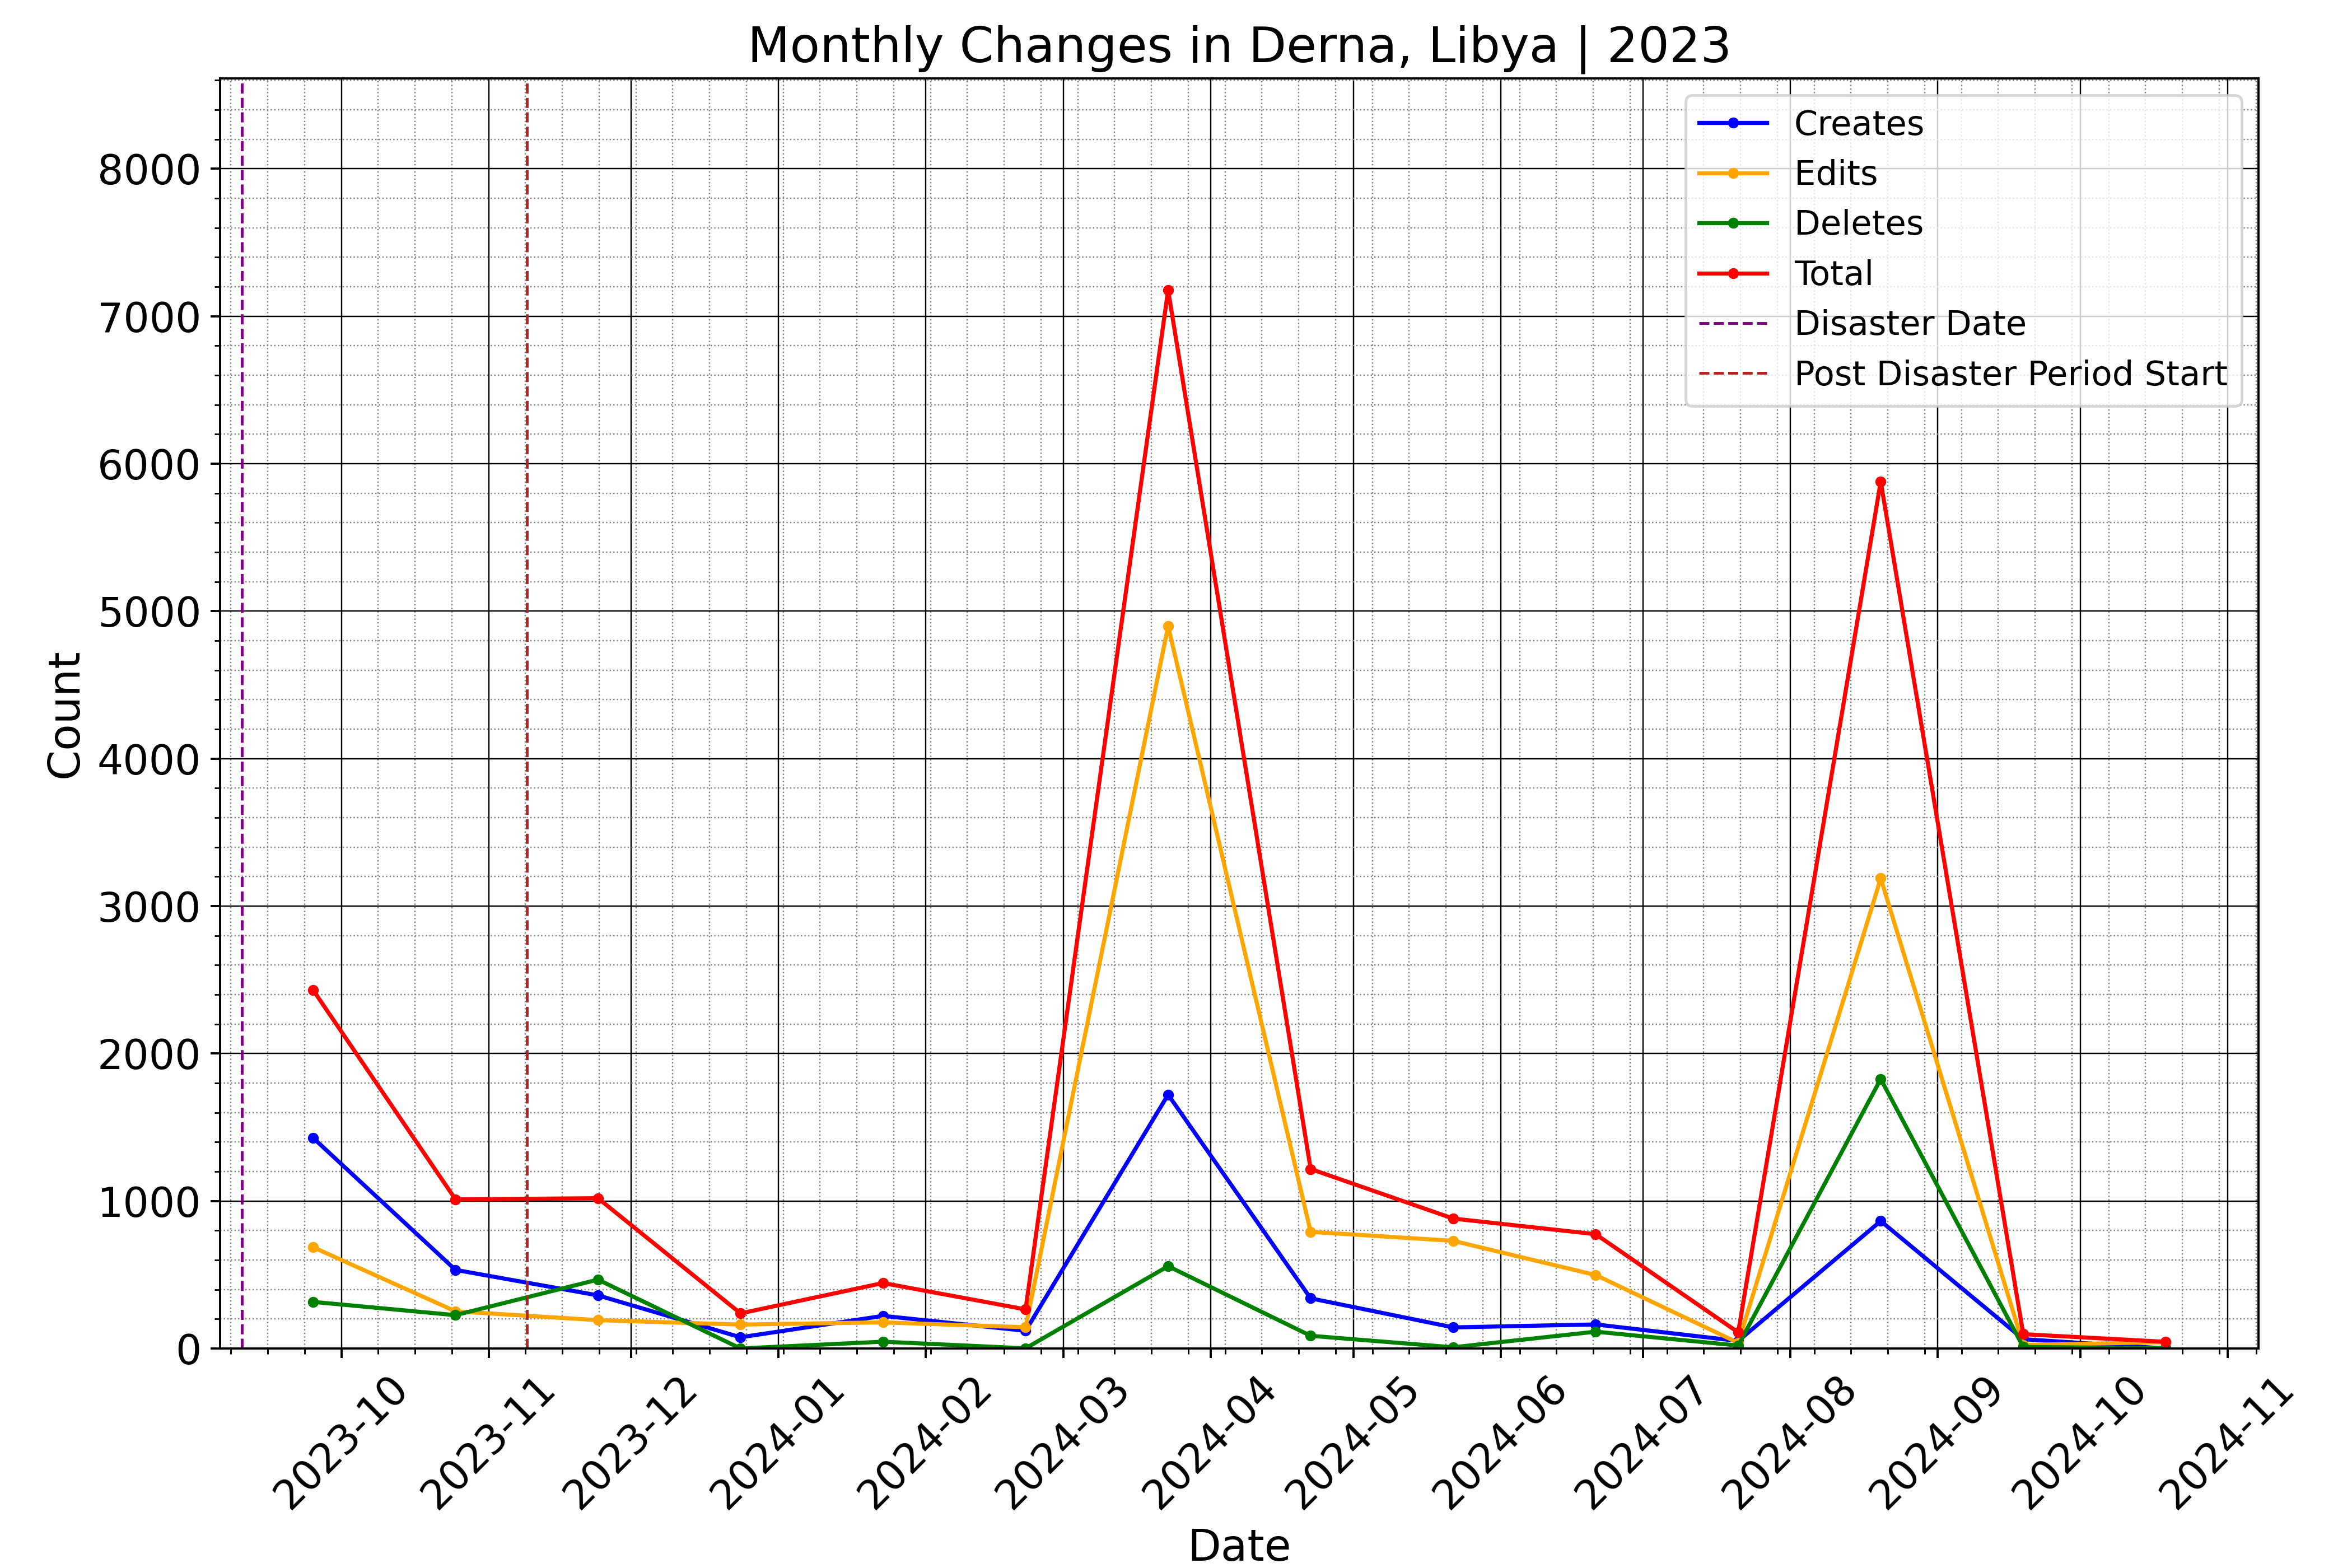 Monthly Changes in Derna, Libya | 2023
Creates
Edits
Deletes
Total
Disaster Date
Post Disaster Period Start
Count
8000
7000
6000
5000
4000
3000
2000
1000
0
2023-10
2023-11
2023-12
2024-01
2024-02
2024-03
2024-04
2024-05
2024-06
2024-07
2024-08
2024-09
2024-10
2024-11
Date